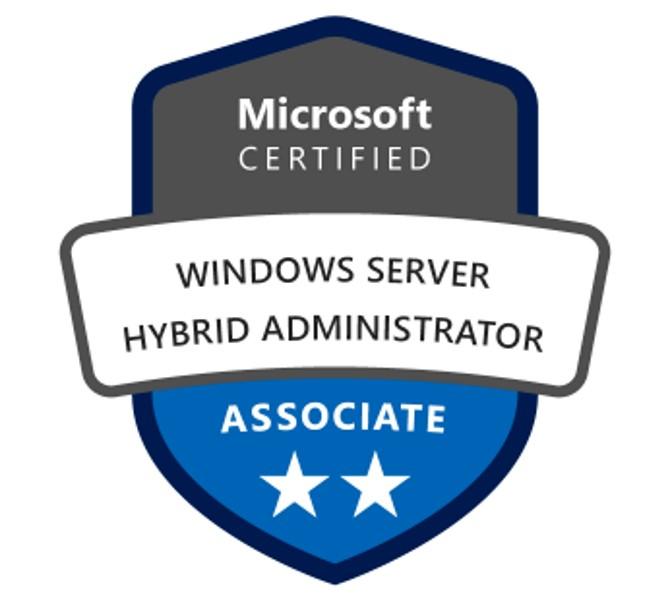 Microsoft
CERTIFIED
WINDOWS SERVER
HYBRID ADMINISTRATOR
ASSOCIATE